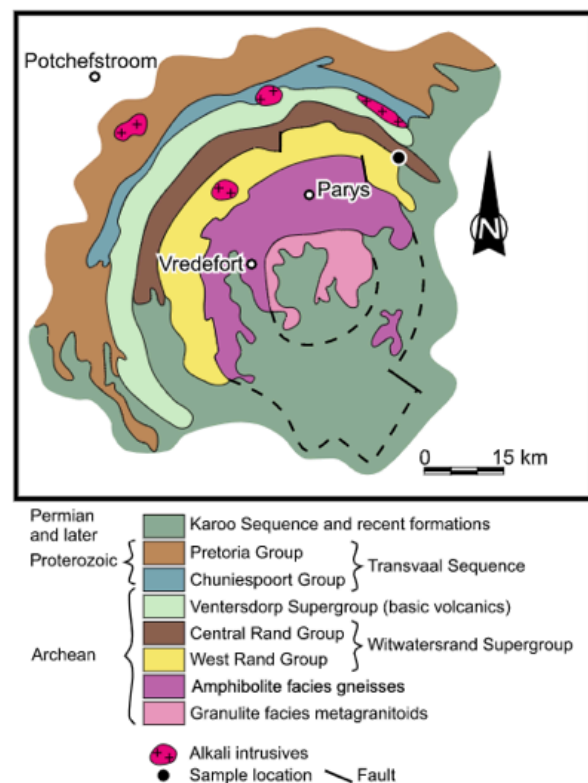 Potchefstroom
Parys
Vredefort
N
0 15 km
Permian and later
Karoo Sequence and recent formations
Proterozoic
Pretoria Group
Chuniespoort Group
Transvaal Sequence
Archean
Ventersdorp Supergroup (basic volcanics)
Central Rand Group
West Rand Group
Witwatersrand Supergroup
Amphibolite facies gneisses
Granulite facies metagranitoids
Alkali intrusives
Sample location
Fault